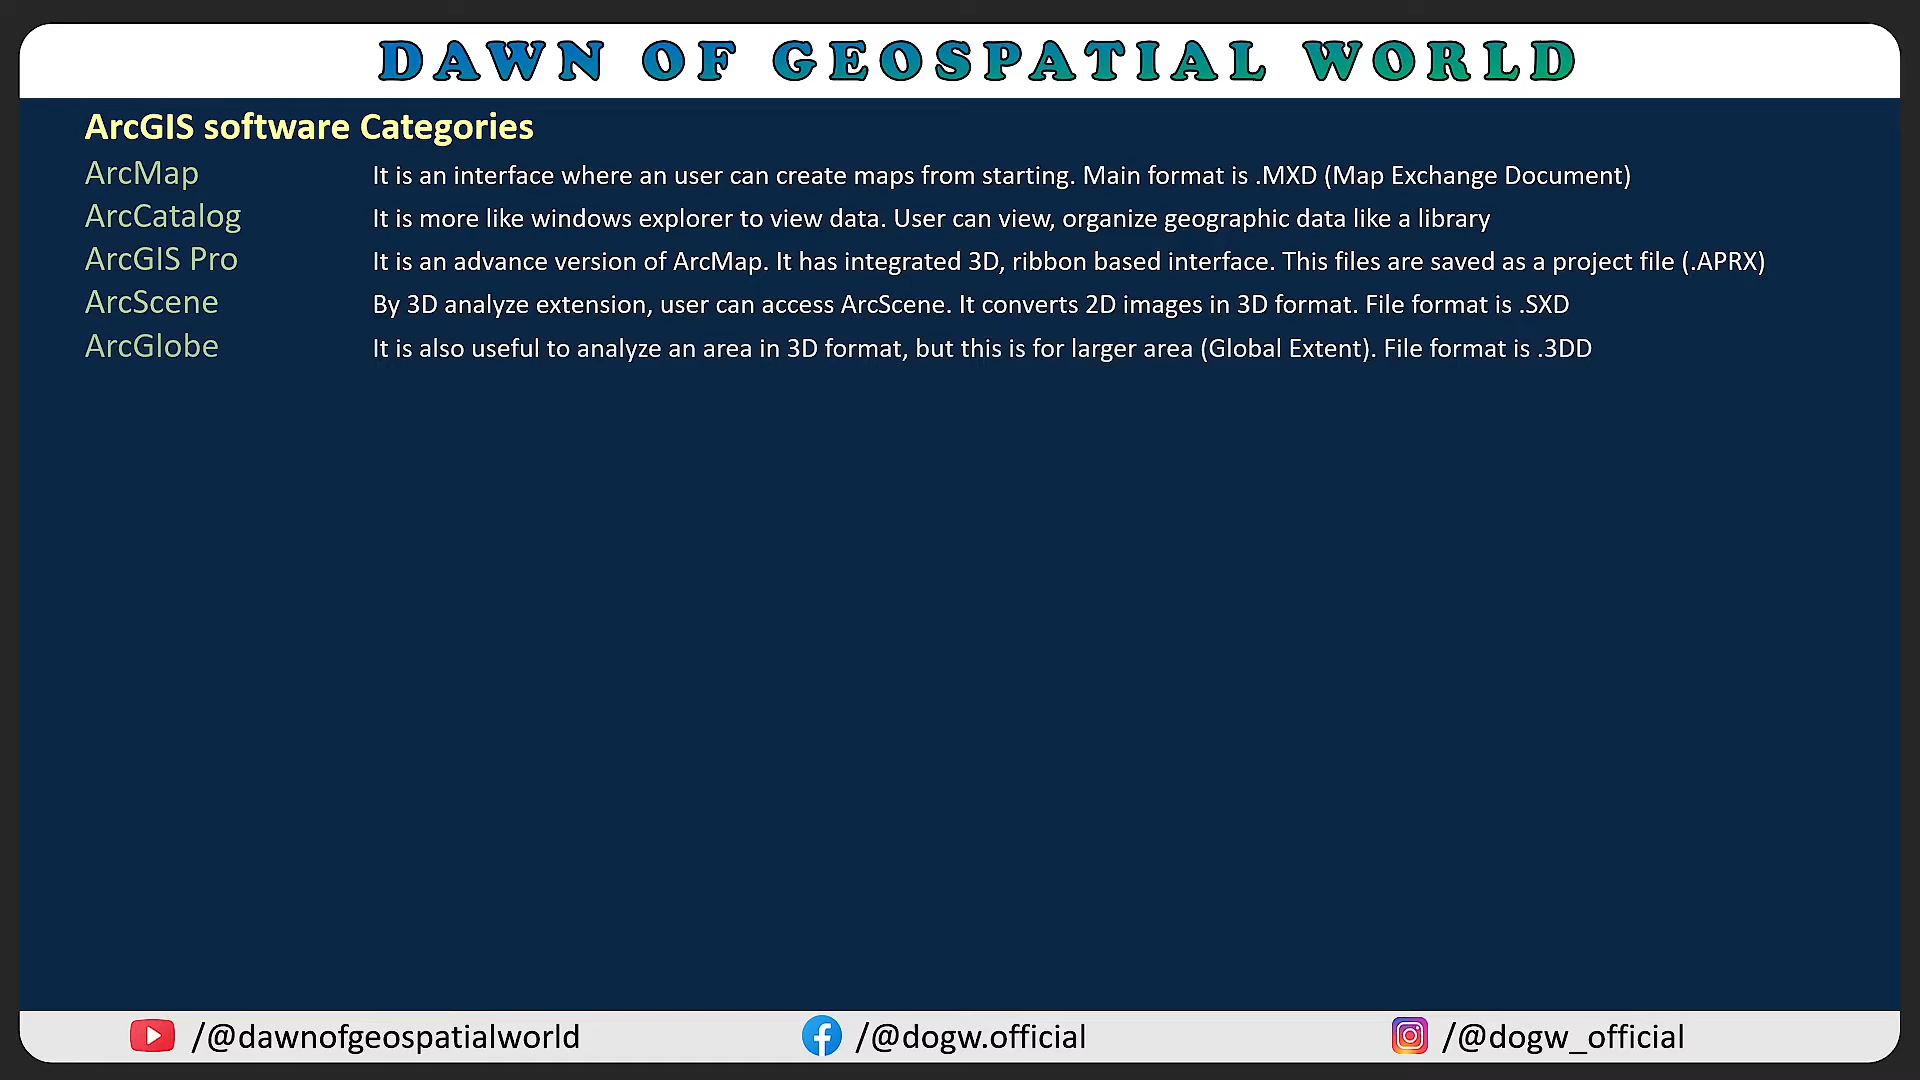 DAWN OF GEOSPATIAL WORLD
ArcGIS software Categories
ArcMap It is an interface where an user can create maps from starting. Main format is .MXD (Map Exchange Document)
ArcCatalog It is more like windows explorer to view data. User can view, organize geographic data like a library
ArcGIS Pro It is an advance version of ArcMap. It has integrated 3D, ribbon based interface. This files are saved as a project file (.APRX)
ArcScene By 3D analyze extension, user can access ArcScene. It converts 2D images in 3D format. File format is .SXD
ArcGlobe It is also useful to analyze an area in 3D format, but this is for larger area (Global Extent). File format is .3DD
/@dawnofgeospatialworld /@dogw.official /@dogw_official